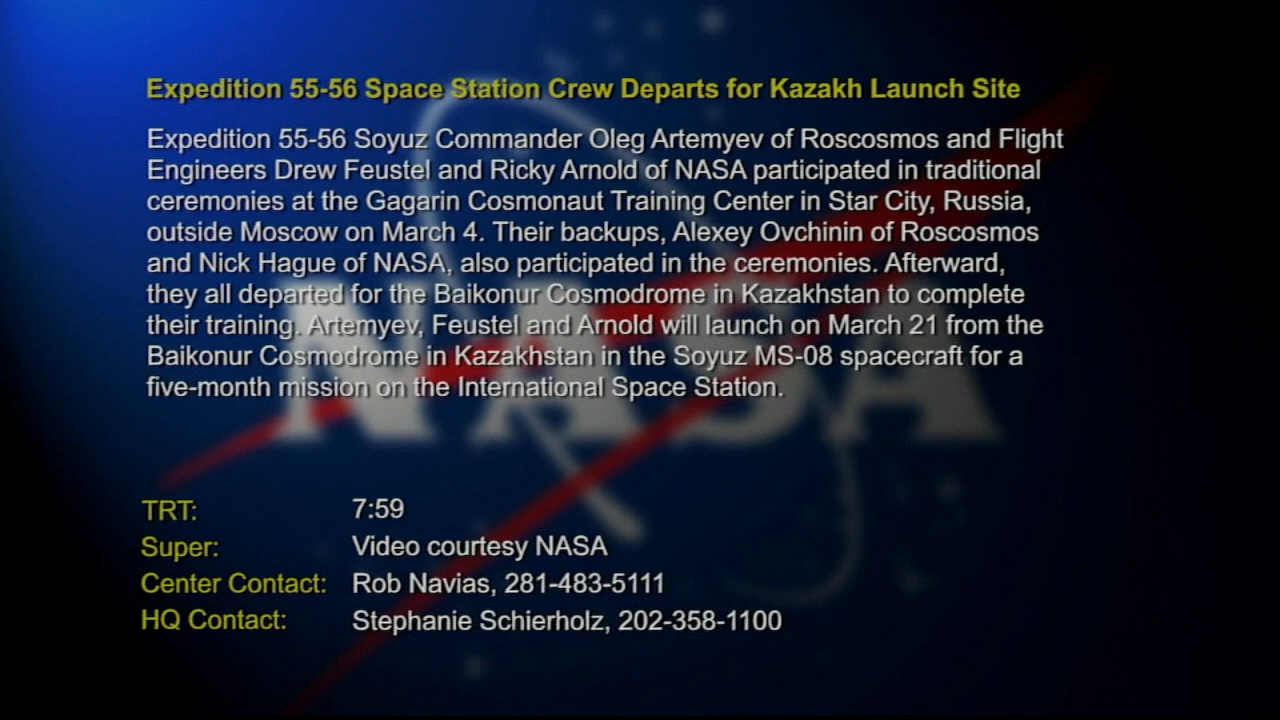 Expedition 55-56 Space Station Crew Departs for Kazakh Launch Site
Expedition 55-56 Soyuz Commander Oleg Artemyev of Roscosmos and Flight
Engineers Drew Feustel and Ricky Arnold of NASA participated in traditional
ceremonies at the Gagarin Cosmonaut Training Center in Star City, Russia,
outside Moscow on March 4. Their backups, Alexey Ovchinin of Roscosmos
and Nick Hague of NASA, also participated in the ceremonies. Afterward,
they all departed for the Baikonur Cosmodrome in Kazakhstan to complete
their training. Artemyev, Feustel and Arnold will launch on March 21 from the
Baikonur Cosmodrome in Kazakhstan in the Soyuz MS-08 spacecraft for a
five-month mission on the International Space Station.
NASA
TRT: 7:59
Super: Video courtesy NASA
Center Contact: Rob Navias, 281-483-5111
HQ Contact: Stephanie Schierholz, 202-358-1100